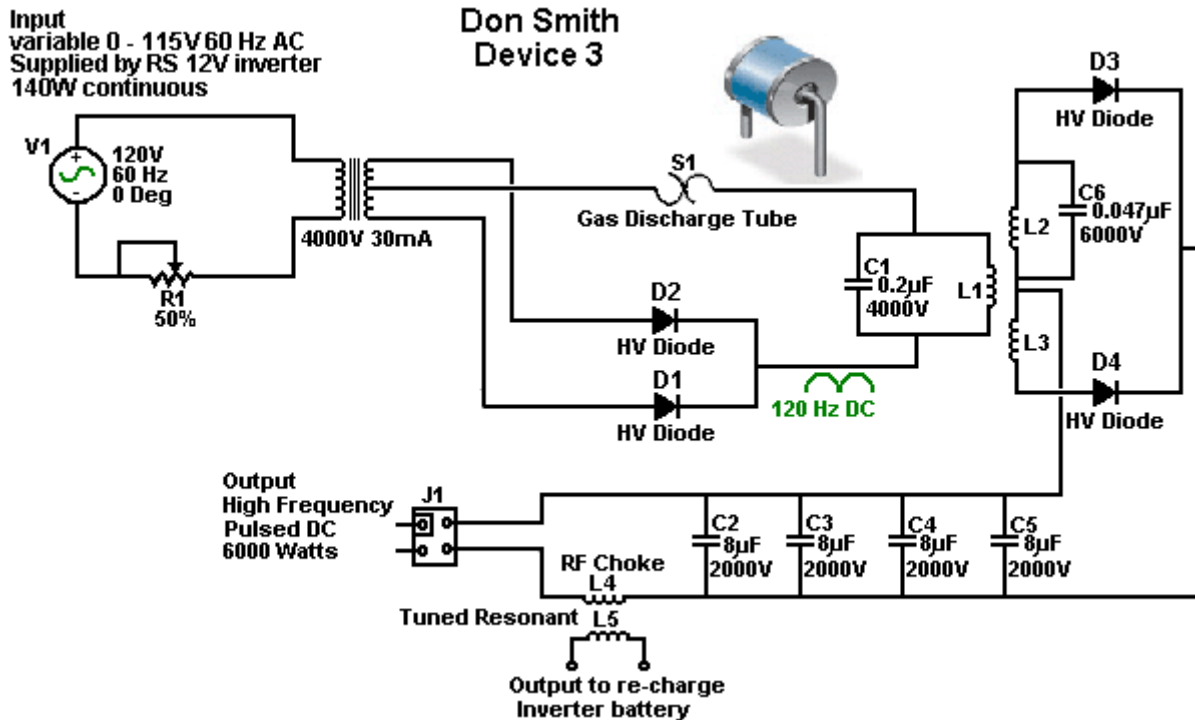 Don Smith
Device 3
Input
variable 0 - 115V 60 Hz AC
Supplied by RS 12V inverter
140W continuous
V1
+
-
120V
60 Hz
0 Deg
R1
50%
4000V 30mA
S1
Gas Discharge Tube
D2
HV Diode
D1
HV Diode
120 Hz DC
C1
0.2µF
4000V
L1
L2
L3
C6
0.047µF
6000V
D3
HV Diode
D4
HV Diode
Output
High Frequency
Pulsed DC
6000 Watts
J1
RF Choke
L4
Tuned Resonant
L5
Output to re-charge
Inverter battery
C2
8µF
2000V
C3
8µF
2000V
C4
8µF
2000V
C5
8µF
2000V